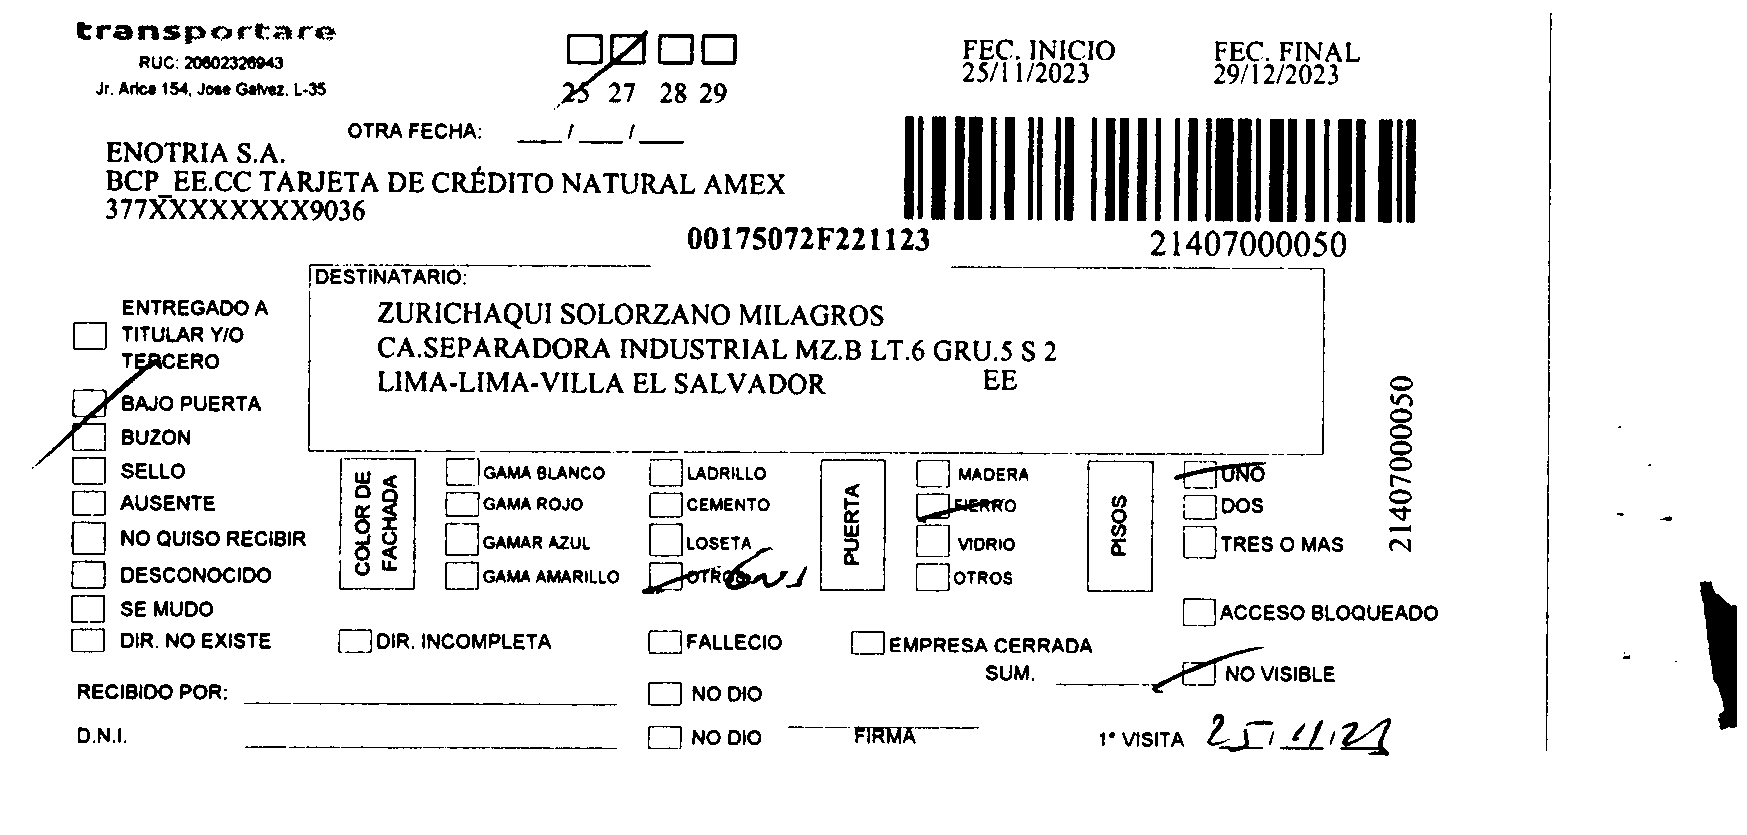 transportare
RUC: 20602326943
Jr. Arica 154, Jose Galvez. L-35
25 27 28 29
FEC. INICIO
25/11/2023
FEC. FINAL
29/12/2023
OTRA FECHA: ___/___/___
ENOTRIA S.A.
BCP_EE.CC TARJETA DE CRÉDITO NATURAL AMEX
377XXXXXXXX9036
00175072F221123
21407000050
DESTINATARIO:
ZURICHAQUI SOLORZANO MILAGROS
CA.SEPARADORA INDUSTRIAL MZ.B LT.6 GRU.5 S 2
LIMA-LIMA-VILLA EL SALVADOR EE
21407000050
ENTREGADO A
TITULAR Y/O
TERCERO
BAJO PUERTA
BUZON
SELLO
AUSENTE
NO QUISO RECIBIR
DESCONOCIDO
SE MUDO
DIR. NO EXISTE
COLOR DE
FACHADA
GAMA BLANCO
GAMA ROJO
GAMAR AZUL
GAMA AMARILLO
LADRILLO
CEMENTO
LOSETA
OTROS
PUERTA
MADERA
FIERRO
VIDRIO
OTROS
PISOS
UNO
DOS
TRES O MAS
ACCESO BLOQUEADO
DIR. INCOMPLETA
FALLECIO
EMPRESA CERRADA
SUM. ______
NO VISIBLE
RECIBIDO POR:
NO DIO
D.N.I.
NO DIO
FIRMA
1° VISITA 25/11/23